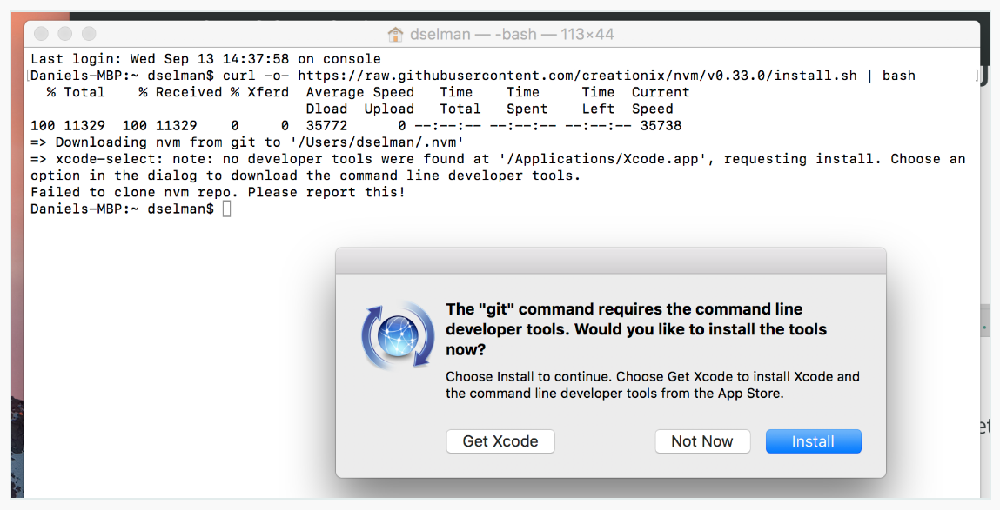 dselman — -bash — 113×44
Last login: Wed Sep 13 14:37:58 on console
[Daniels-MBP:~ dselman$ curl -o- https://raw.githubusercontent.com/creationix/nvm/v0.33.0/install.sh | bash ]
% Total % Received % Xferd Average Speed Time Time Time Current
Dload Upload Total Spent Left Speed
100 11329 100 11329 0 0 35772 0 --:--:-- --:--:-- --:--:-- 35738
=> Downloading nvm from git to '/Users/dselman/.nvm'
=> xcode-select: note: no developer tools were found at '/Applications/Xcode.app', requesting install. Choose an
option in the dialog to download the command line developer tools.
Failed to clone nvm repo. Please report this!
Daniels-MBP:~ dselman$
The "git" command requires the command line
developer tools. Would you like to install the tools
now?
Choose Install to continue. Choose Get Xcode to install Xcode and
the command line developer tools from the App Store.
Get Xcode Not Now Install